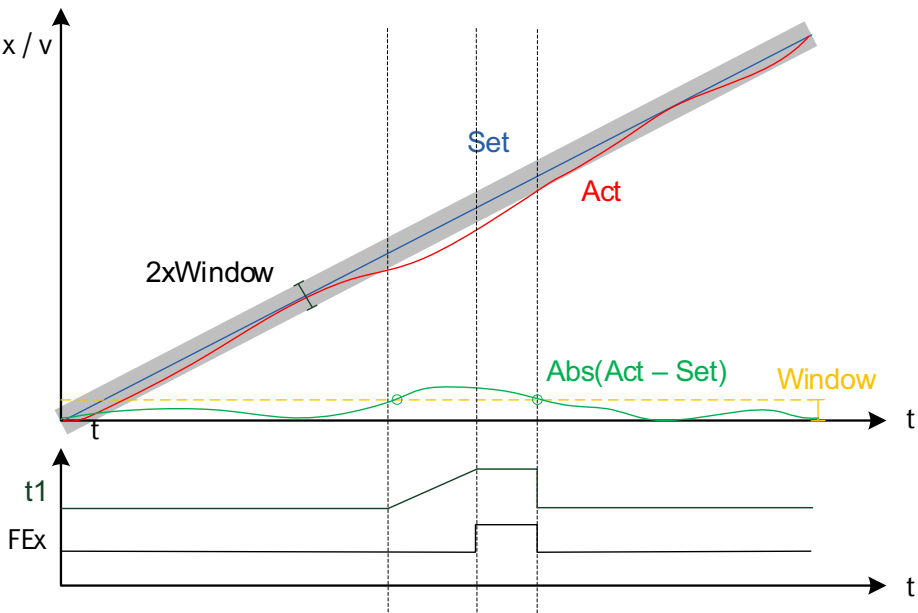 x / v
Set
Act
2xWindow
Abs(Act – Set)
Window
t
t
t1
FEx
t